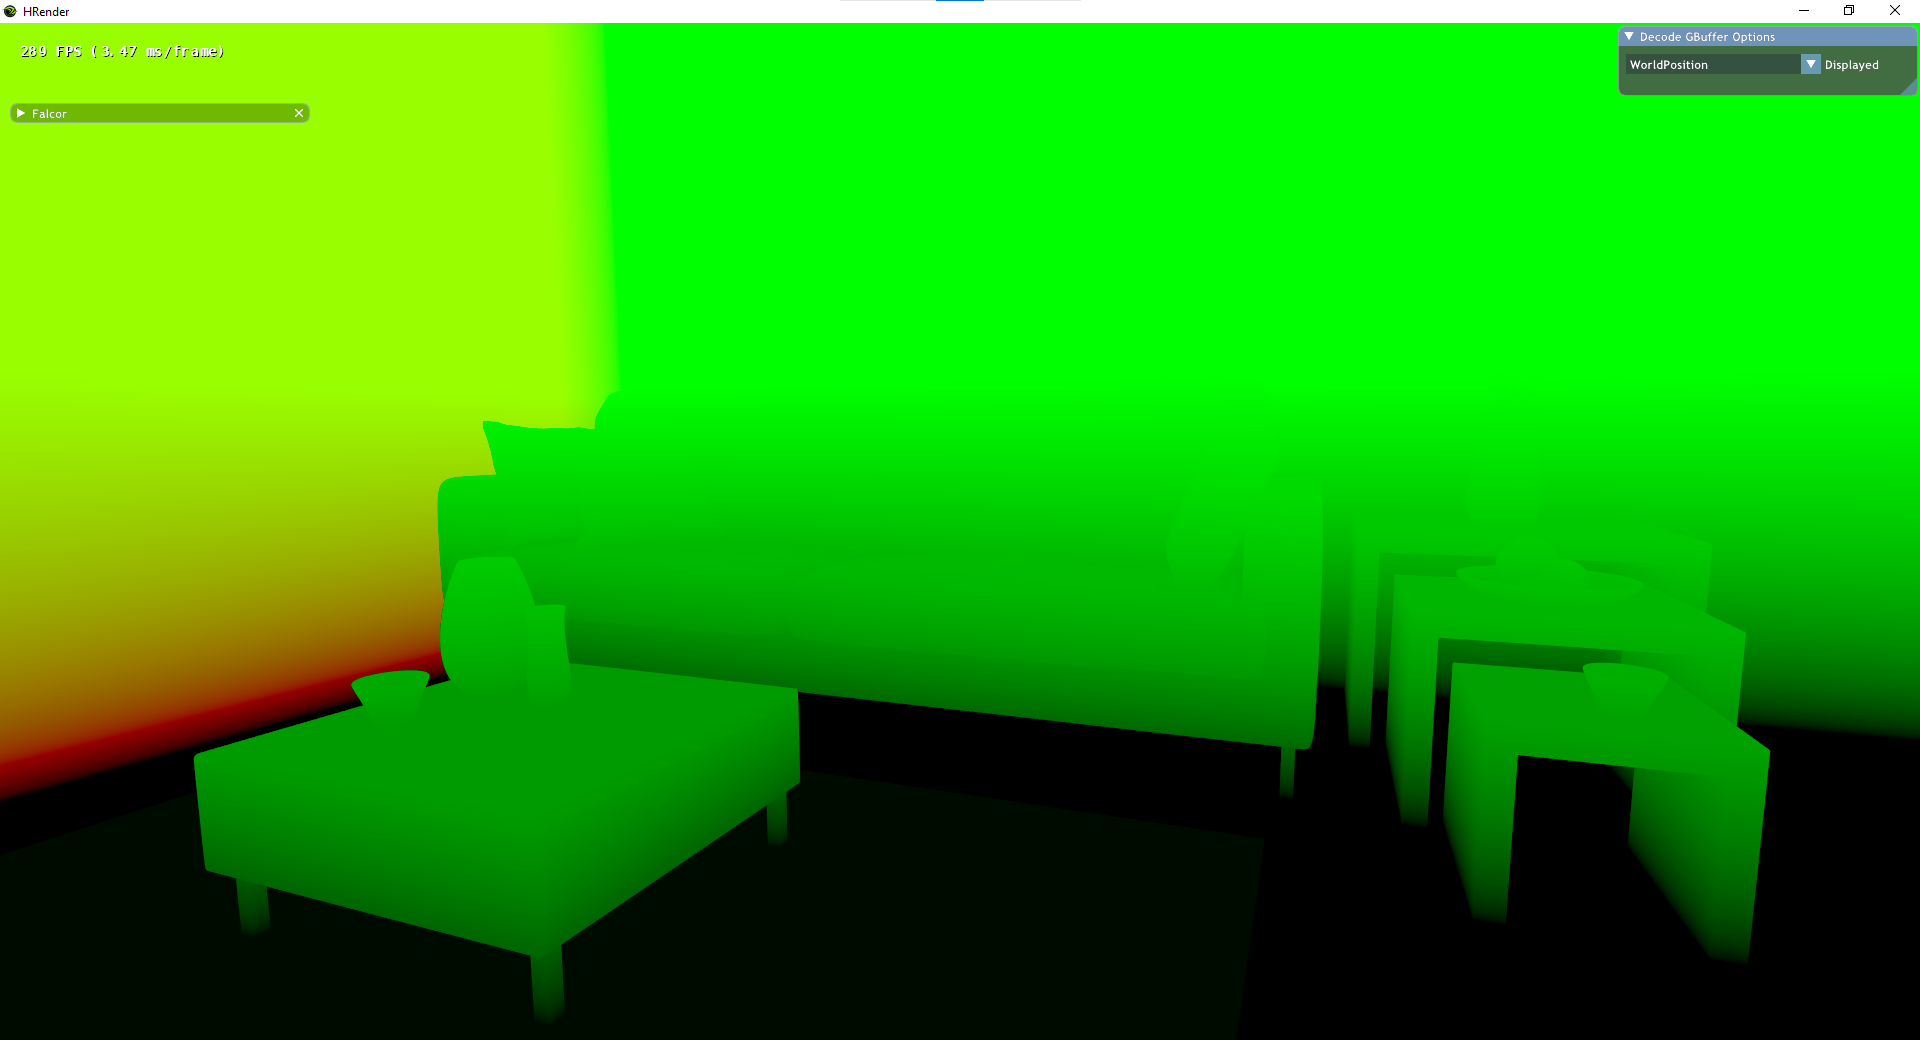 HRender
289 FPS (3.47 ms/frame)
Decode GBuffer Options
WorldPosition
Displayed
Falcor